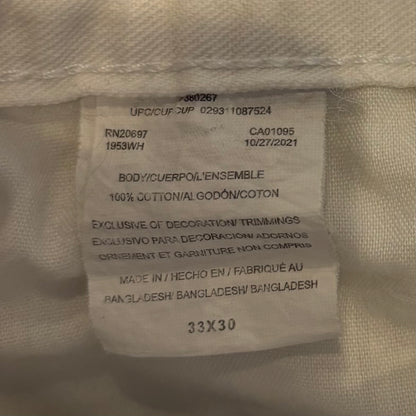 7380267
UPC/CUP/CUP 029311087524
RN20697 CA01095
1953WH 10/27/2021
BODY/CUERPO/L'ENSEMBLE
100% COTTON/ALGODÓN/COTON
EXCLUSIVE OF DECORATION/ TRIMMINGS
EXCLUSIVO PARA DECORACIÓN/ ADORNOS
ORNEMENT ET GARNITURE NON COMPRIS
MADE IN / HECHO EN / FABRIQUÉ AU
BANGLADESH/ BANGLADESH/ BANGLADESH
33X30